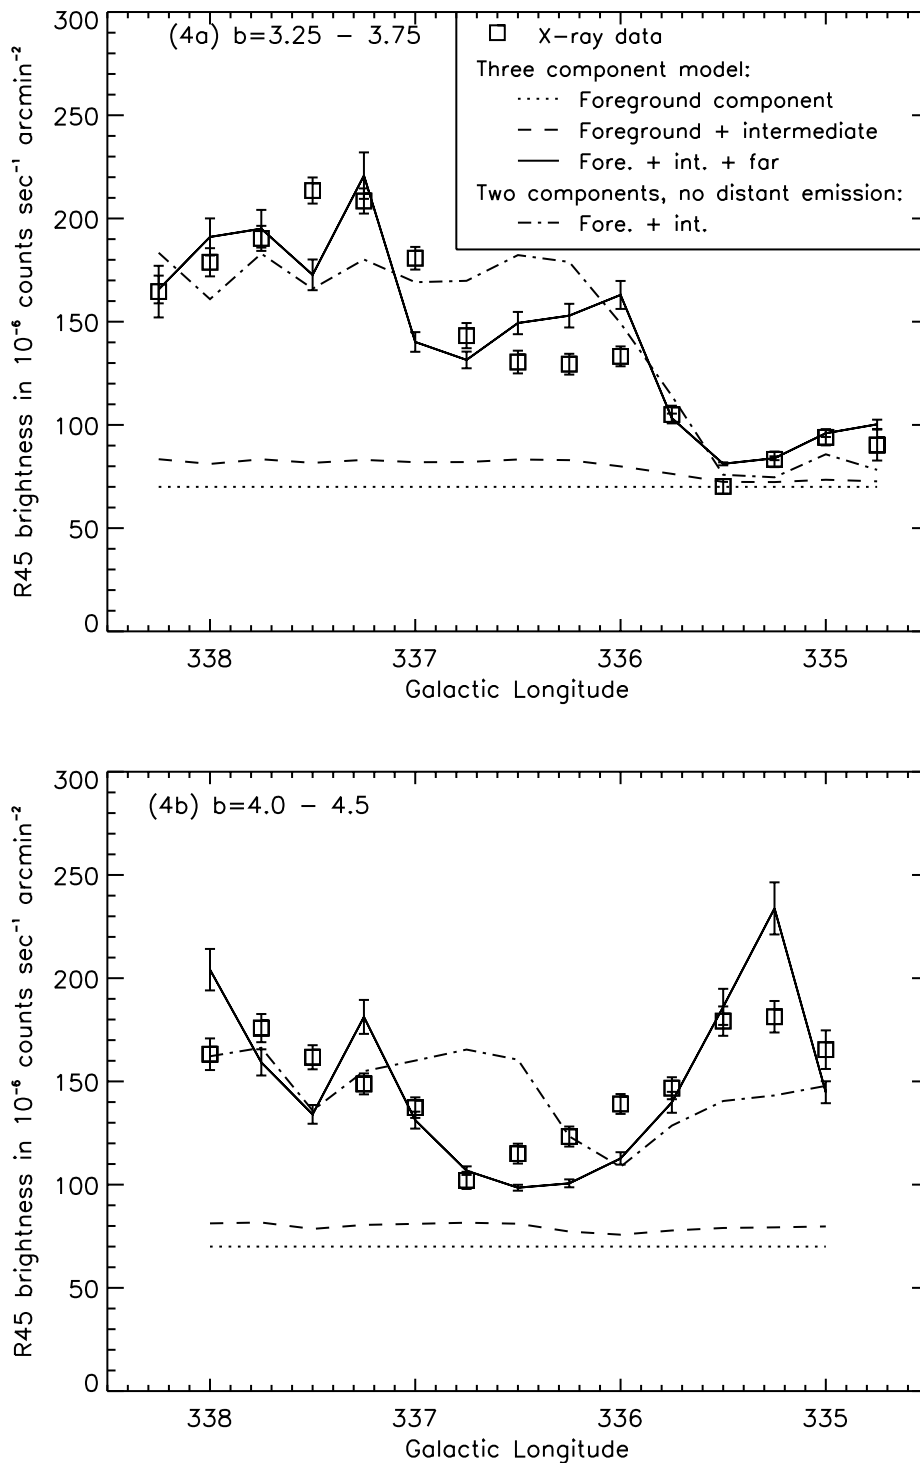 300
(4a) b=3.25 – 3.75
□ X–ray data
Three component model:
Foreground component
Foreground + intermediate
Fore. + int. + far
Two components, no distant emission:
Fore. + int.
250
200
150
100
50
0
R45 brightness in 10⁻⁶ counts sec⁻¹ arcmin⁻²
338 337 336 335
Galactic Longitude
300
(4b) b=4.0 – 4.5
250
200
150
100
50
0
R45 brightness in 10⁻⁶ counts sec⁻¹ arcmin⁻²
338 337 336 335
Galactic Longitude